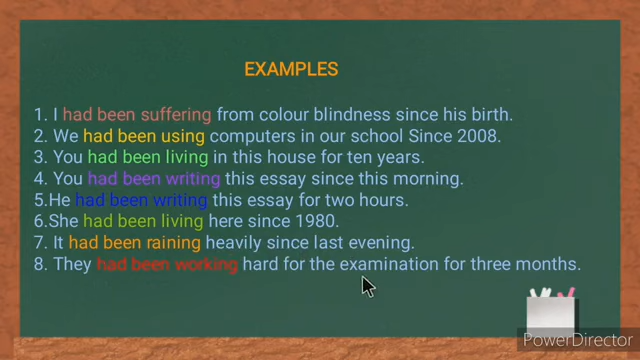 EXAMPLES
1. I had been suffering from colour blindness since his birth.
2. We had been using computers in our school Since 2008.
3. You had been living in this house for ten years.
4. You had been writing this essay since this morning.
5.He had been writing this essay for two hours.
6.She had been living here since 1980.
7. It had been raining heavily since last evening.
8. They had been working hard for the examination for three months.
PowerDirector